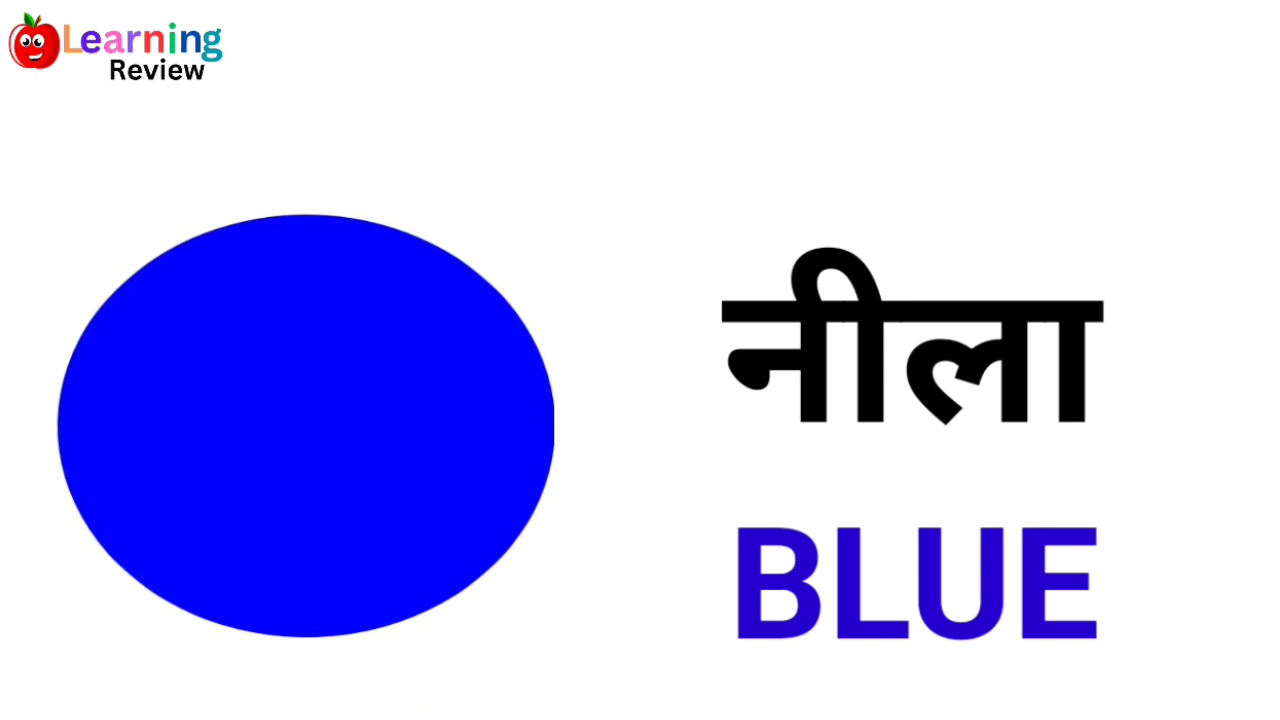 Learning
Review
नीला
BLUE